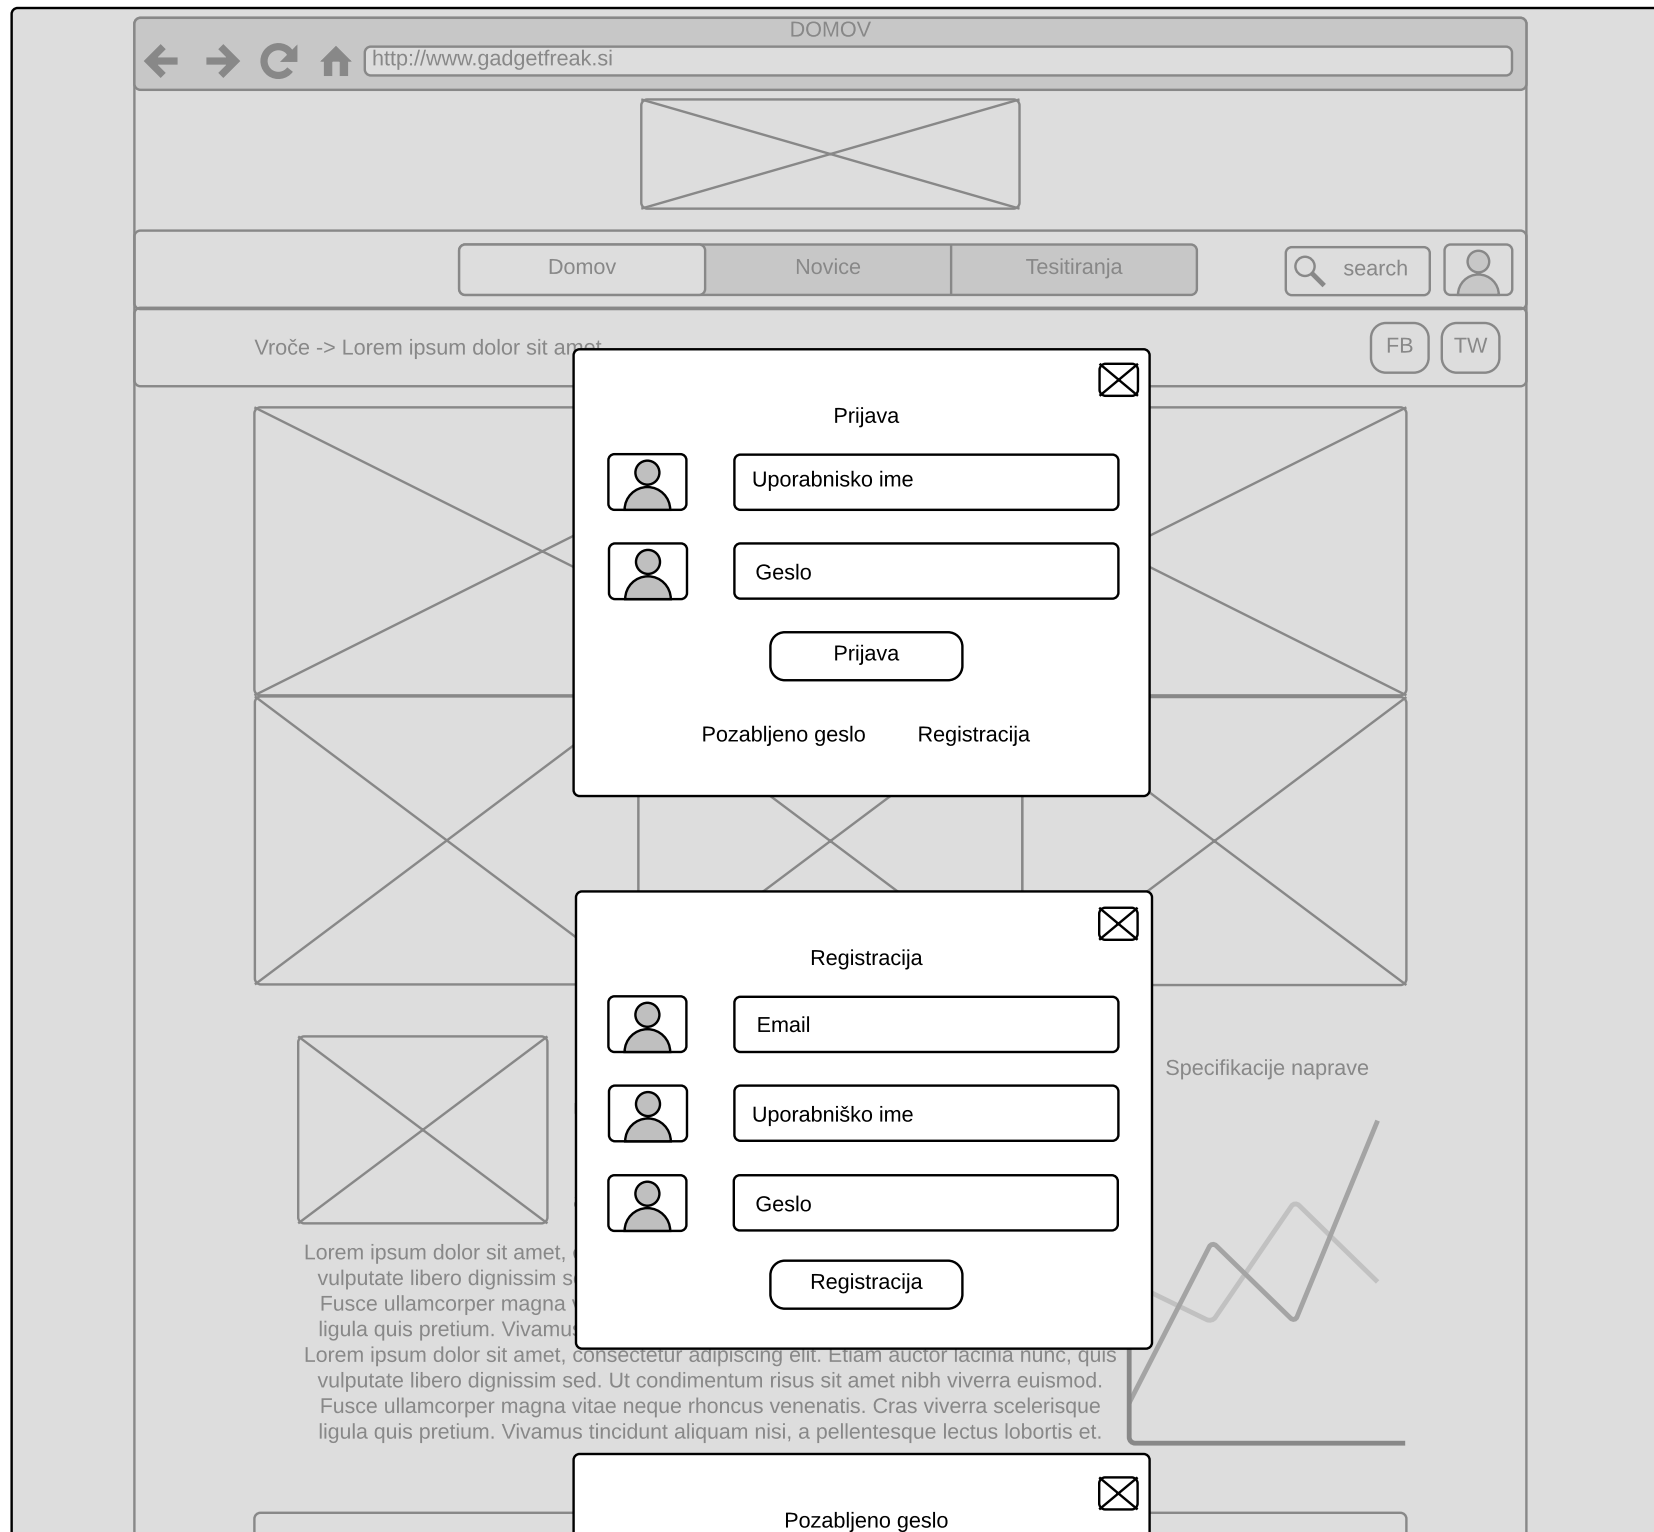 DOMOV
http://www.gadgetfreak.si
Domov
Novice
Tesitiranja
search
Vroče -> Lorem ipsum dolor sit amet
FB
TW
Prijava
Uporabnisko ime
Geslo
Prijava
Pozabljeno geslo
Registracija
Registracija
Email
Specifikacije naprave
Uporabniško ime
Geslo
Registracija
Lorem ipsum dolor sit amet,
vulputate libero dignissim
Fusce ullamcorper magna
ligula quis pretium. Vivamus
Lorem ipsum dolor sit amet, consectetur adipiscing elit. Etiam auctor lacinia nunc, quis
vulputate libero dignissim sed. Ut condimentum risus sit amet nibh viverra euismod.
Fusce ullamcorper magna vitae neque rhoncus venenatis. Cras viverra scelerisque
ligula quis pretium. Vivamus tincidunt aliquam nisi, a pellentesque lectus lobortis et.
Pozabljeno geslo